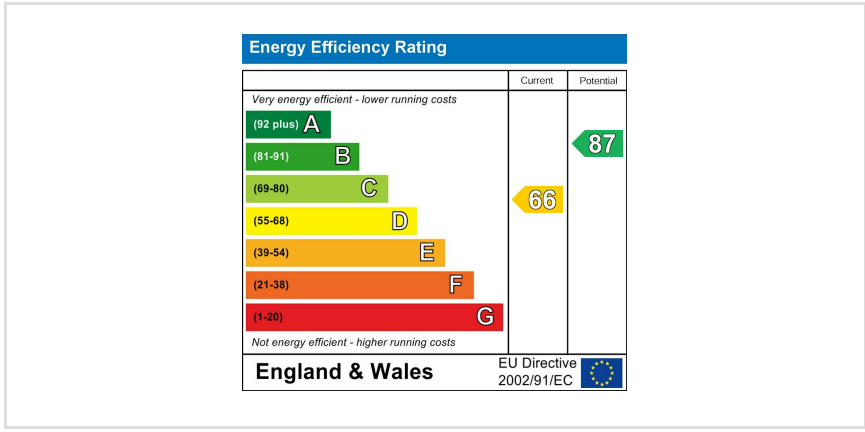 Energy Efficiency Rating
Current Potential
Very energy efficient - lower running costs
(92 plus) A
(81-91) B
87
(69-80) C
66
(55-68) D
(39-54) E
(21-38) F
(1-20) G
Not energy efficient - higher running costs
England & Wales
EU Directive
2002/91/EC